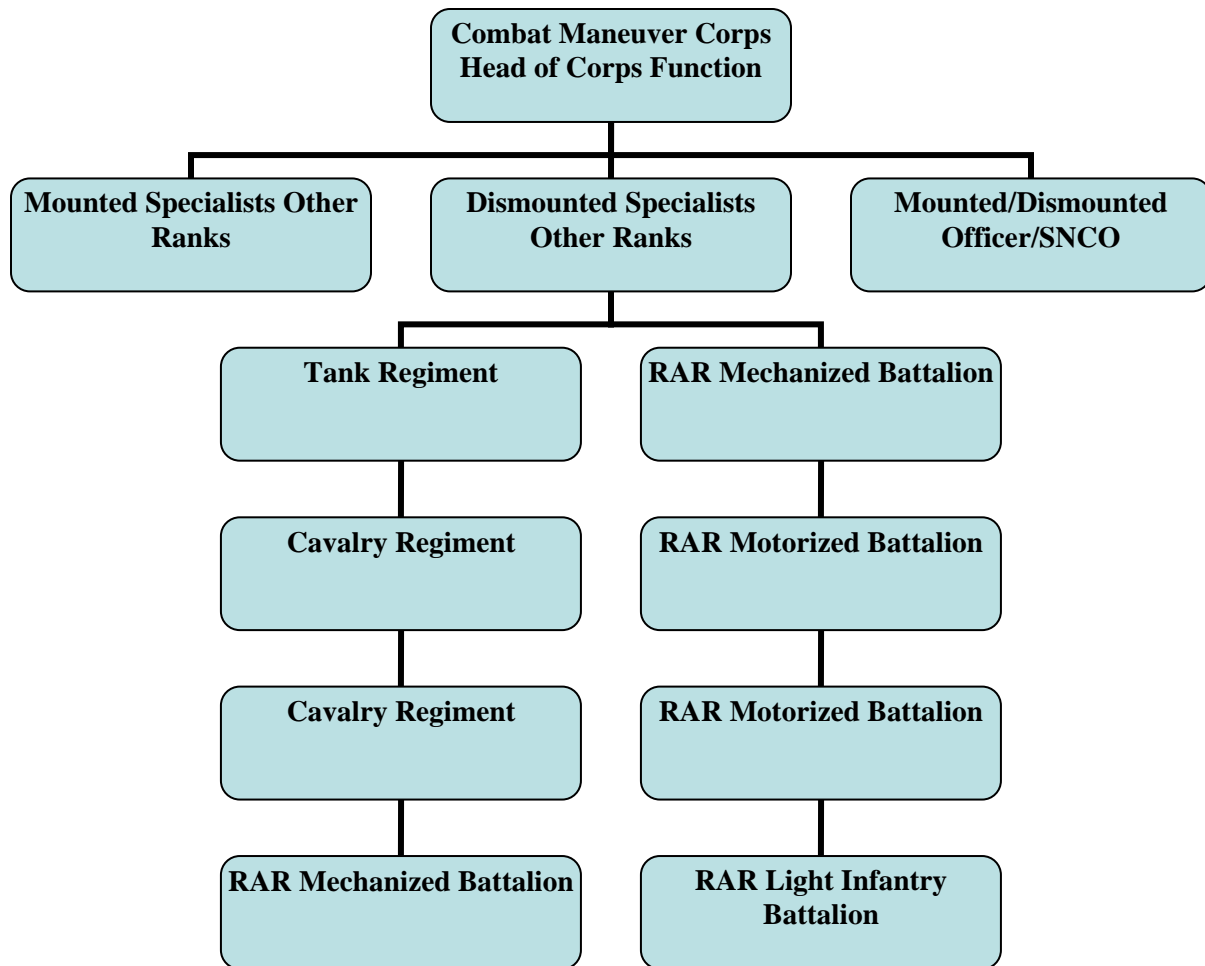 Combat Maneuver Corps
Head of Corps Function
Mounted Specialists Other
Ranks
Dismounted Specialists
Other Ranks
Mounted/Dismounted
Officer/SNCO
Tank Regiment
RAR Mechanized Battalion
Cavalry Regiment
RAR Motorized Battalion
Cavalry Regiment
RAR Motorized Battalion
RAR Mechanized Battalion
RAR Light Infantry
Battalion